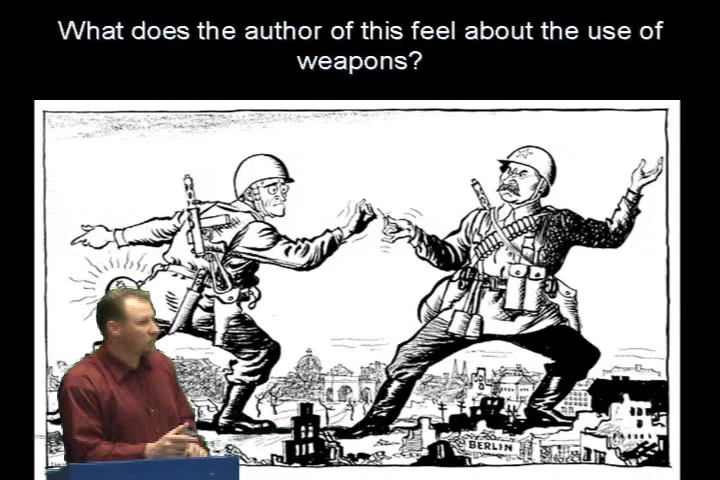 What does the author of this feel about the use of
weapons?
BERLIN